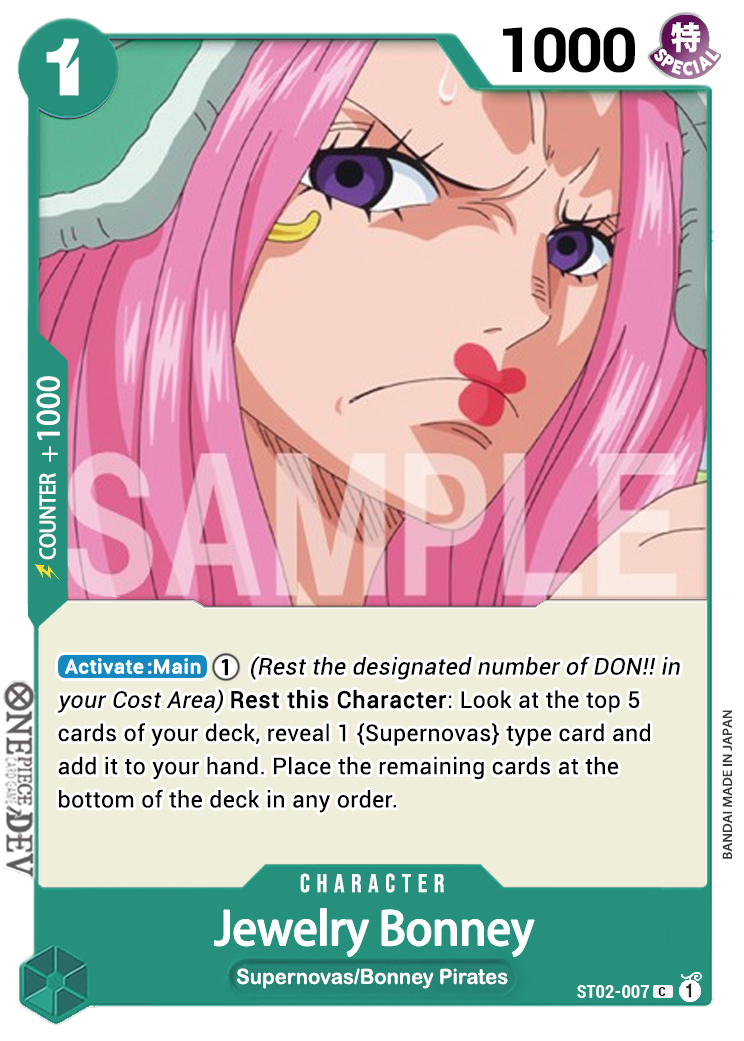 1
1000
特
SPECIAL
COUNTER +1000
SAMPLE
Activate:Main ① (Rest the designated number of DON!! in
your Cost Area) Rest this Character: Look at the top 5
cards of your deck, reveal 1 {Supernovas} type card and
add it to your hand. Place the remaining cards at the
bottom of the deck in any order.
ONE PIECE
CARD GAME
/DEV
BANDAI MADE IN JAPAN
CHARACTER
Jewelry Bonney
Supernovas/Bonney Pirates
ST02-007 C 1